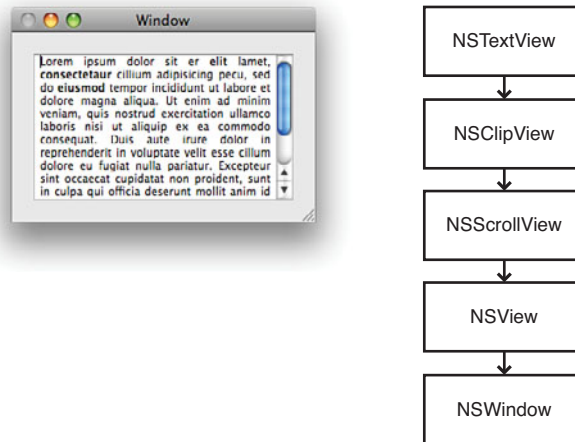 Window
Lorem ipsum dolor sit er elit lamet,
consectetaur cillium adipisicing pecu, sed
do eiusmod tempor incididunt ut labore et
dolore magna aliqua. Ut enim ad minim
veniam, quis nostrud exercitation ullamco
laboris nisi ut aliquip ex ea commodo
consequat. Duis aute irure dolor in
reprehenderit in voluptate velit esse cillum
dolore eu fugiat nulla pariatur. Excepteur
sint occaecat cupidatat non proident, sunt
in culpa qui officia deserunt mollit anim id
NSTextView
NSClipView
NSScrollView
NSView
NSWindow